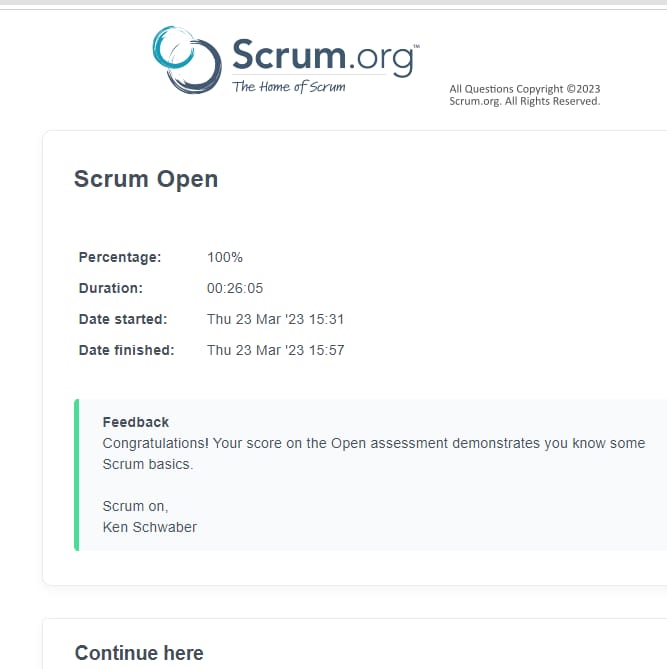 Scrum.org™
The Home of Scrum
All Questions Copyright ©2023
Scrum.org. All Rights Reserved.
Scrum Open
Percentage: 100%
Duration: 00:26:05
Date started: Thu 23 Mar '23 15:31
Date finished: Thu 23 Mar '23 15:57
Feedback
Congratulations! Your score on the Open assessment demonstrates you know some
Scrum basics.
Scrum on,
Ken Schwaber
Continue here